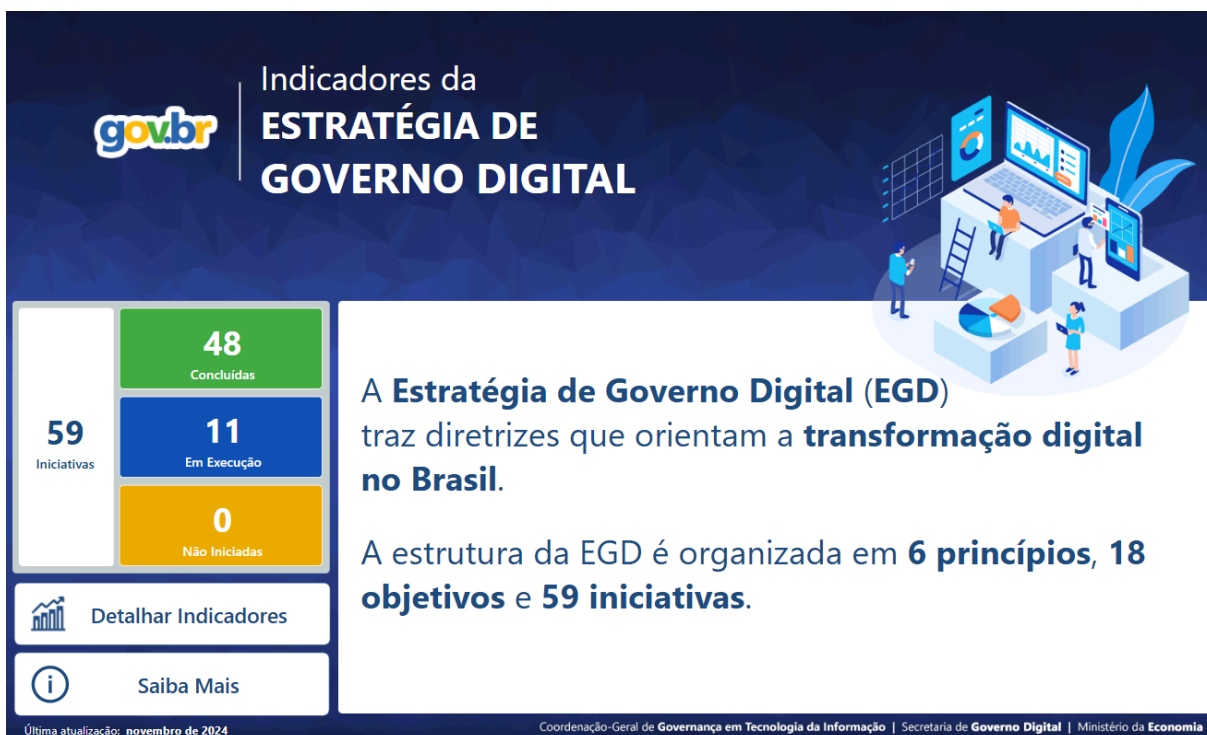 gov.br
Indicadores da
ESTRATÉGIA DE
GOVERNO DIGITAL
59
Iniciativas
48
Concluídas
11
Em Execução
0
Não Iniciadas
Detalhar Indicadores
Saiba Mais
Última atualização: novembro de 2024
A Estratégia de Governo Digital (EGD)
traz diretrizes que orientam a transformação digital
no Brasil.
A estrutura da EGD é organizada em 6 princípios, 18
objetivos e 59 iniciativas.
Coordenação-Geral de Governança em Tecnologia da Informação | Secretaria de Governo Digital | Ministério da Economia